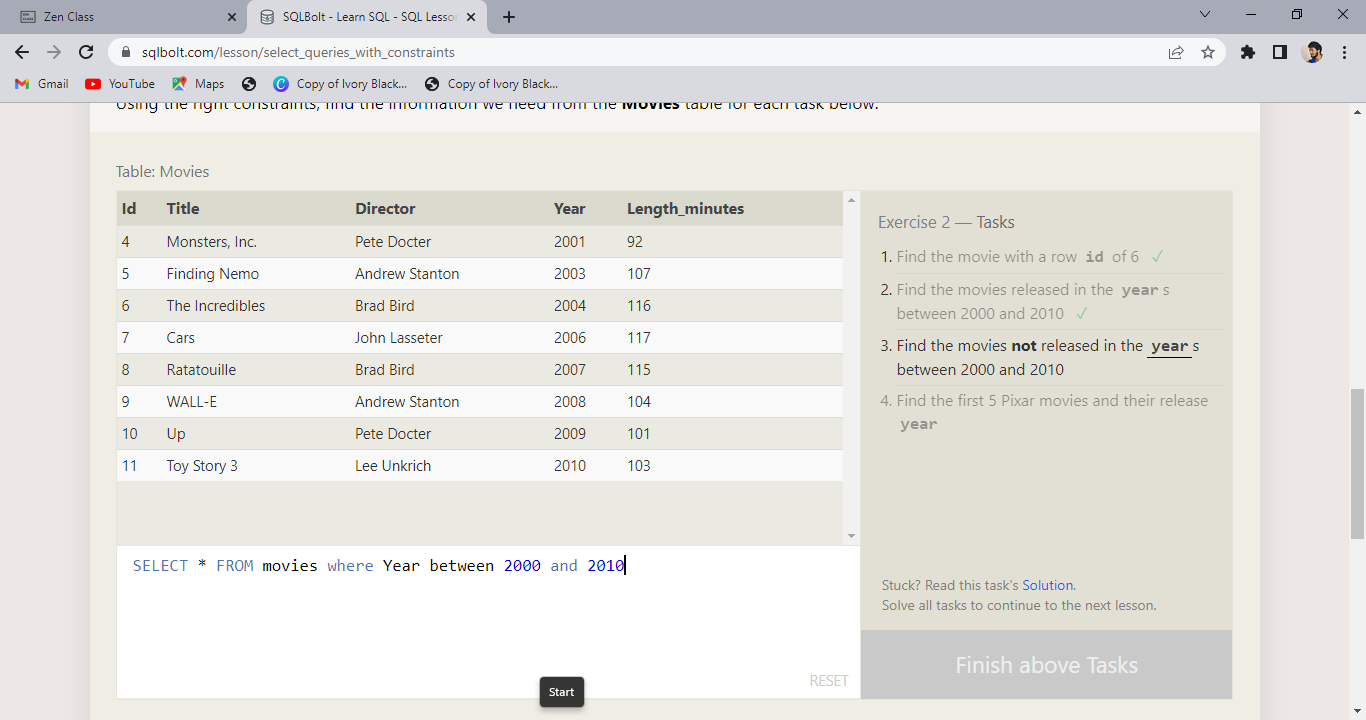 Zen Class
SQLBolt - Learn SQL - SQL Lesson
sqlbolt.com/lesson/select_queries_with_constraints
Gmail YouTube Maps Copy of Ivory Black... Copy of Ivory Black...
Using the right constraints, find the information we need from the Movies table for each task below.
Table: Movies
Id Title Director Year Length_minutes
4 Monsters, Inc. Pete Docter 2001 92
5 Finding Nemo Andrew Stanton 2003 107
6 The Incredibles Brad Bird 2004 116
7 Cars John Lasseter 2006 117
8 Ratatouille Brad Bird 2007 115
9 WALL-E Andrew Stanton 2008 104
10 Up Pete Docter 2009 101
11 Toy Story 3 Lee Unkrich 2010 103
SELECT * FROM movies where Year between 2000 and 2010
RESET
Start
Exercise 2 — Tasks
1. Find the movie with a row id of 6 ✓
2. Find the movies released in the year s
between 2000 and 2010 ✓
3. Find the movies not released in the year s
between 2000 and 2010
4. Find the first 5 Pixar movies and their release
year
Stuck? Read this task's Solution.
Solve all tasks to continue to the next lesson.
Finish above Tasks